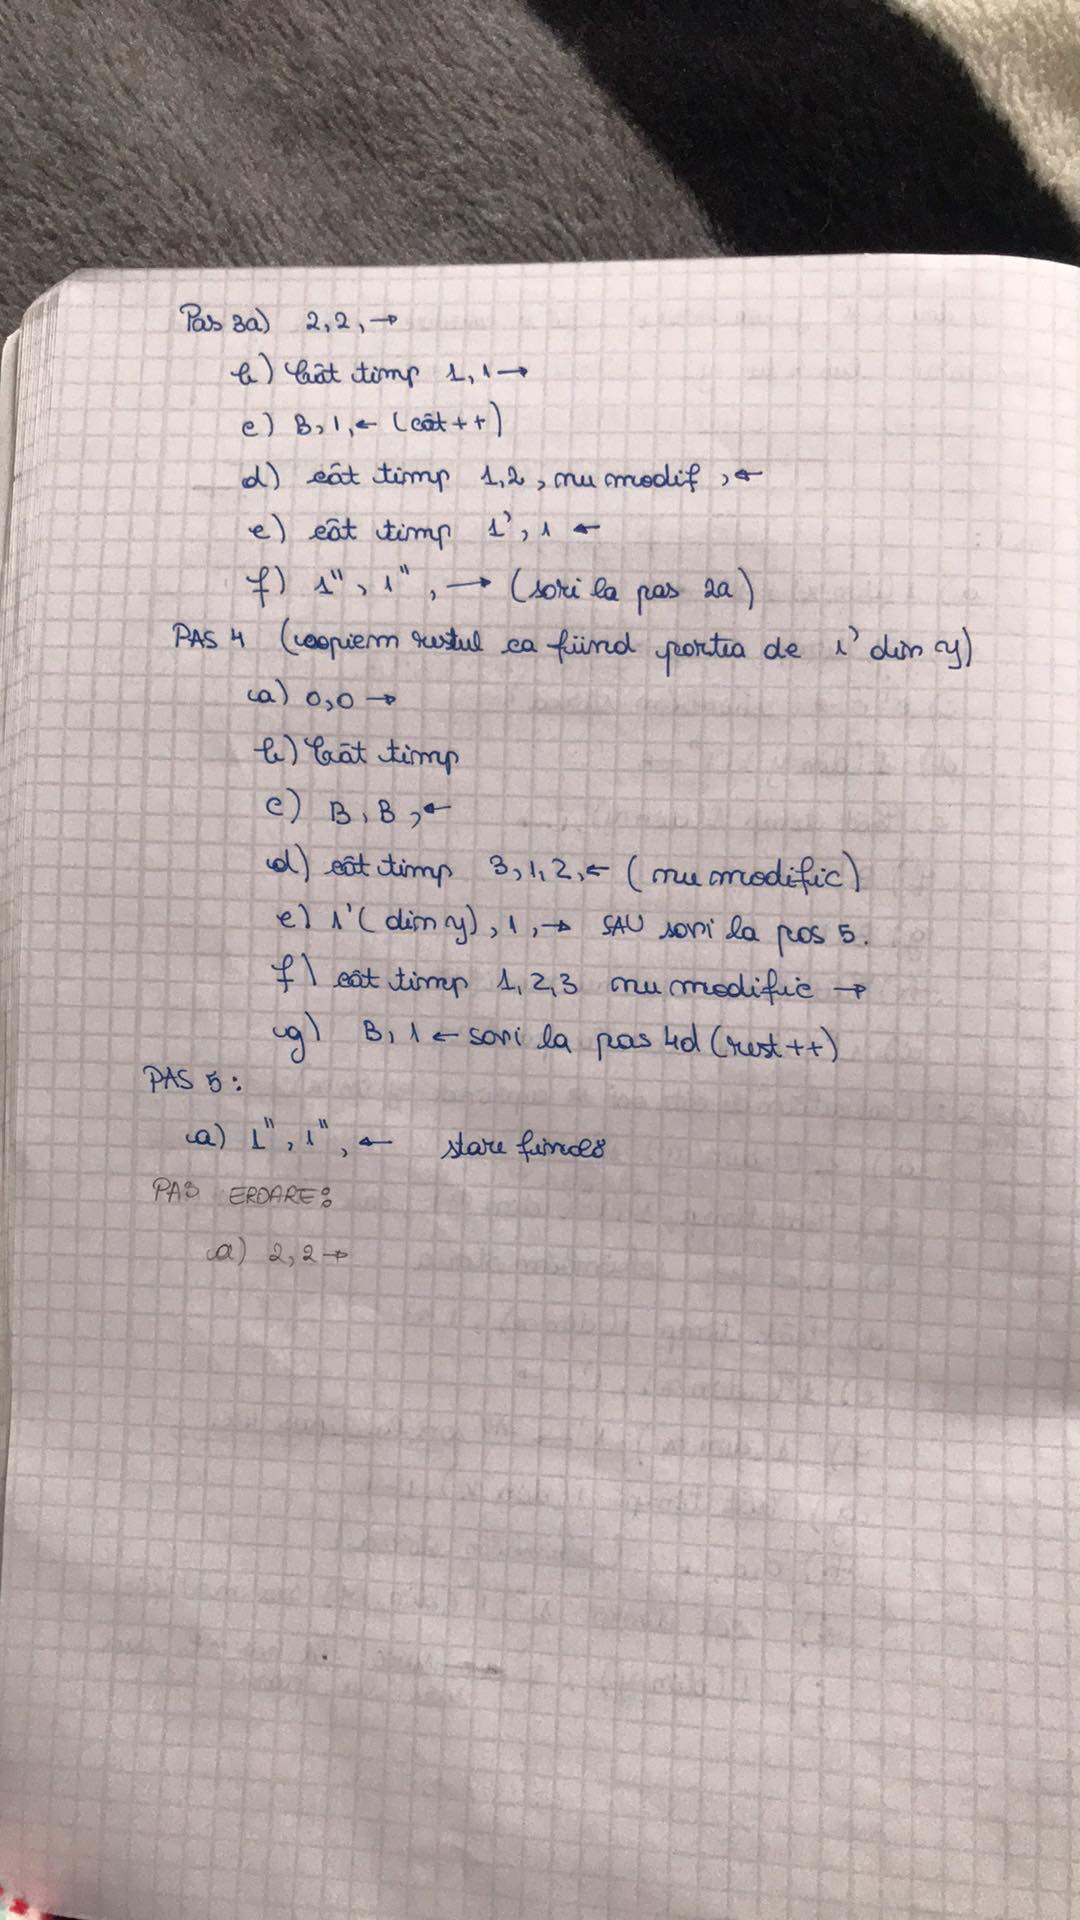 Pas 3a) 2,2,→
b) Cât timp 1,1→
c) B,1,← (cât++)
d) cât timp 1,2, nu modif,←
e) cât timp 1', 1 ←
f) 1", 1", → (sari la pas 2a)
PAS 4 (copiem restul ca fiind portia de 1' din y)
a) 0,0 →
b) Cât timp
c) B, B,←
d) cât timp 3,1,2,← (nu modific)
e) 1' (din y), 1,→ SAU sari la pas 5.
f) cât timp 1,2,3 nu modific →
g) B,1 ← sari la pas 4d (rest++)
PAS 5:
a) 1", 1", ← stare
PAS EROARE:
a) 2,2→